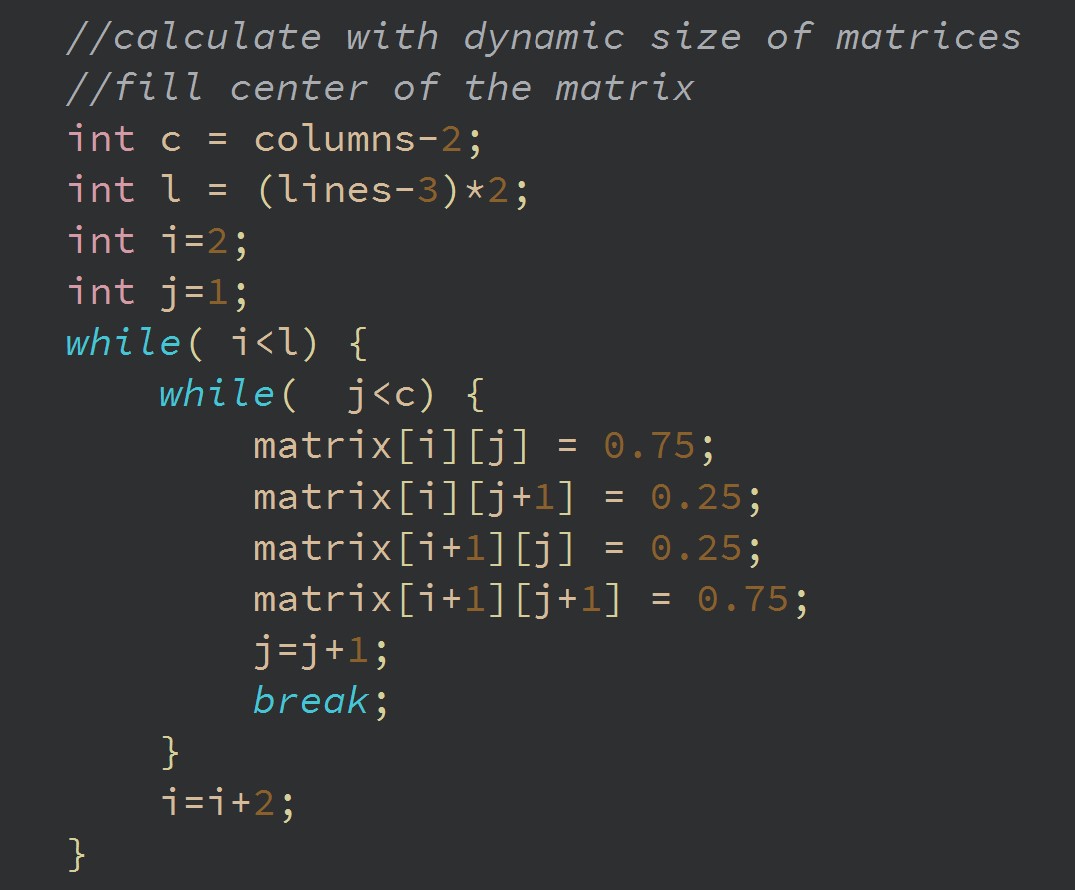 //calculate with dynamic size of matrices
//fill center of the matrix
int c = columns-2;
int l = (lines-3)*2;
int i=2;
int j=1;
while( i<l) {
    while(  j<c) {
        matrix[i][j] = 0.75;
        matrix[i][j+1] = 0.25;
        matrix[i+1][j] = 0.25;
        matrix[i+1][j+1] = 0.75;
        j=j+1;
        break;
    }
    i=i+2;
}